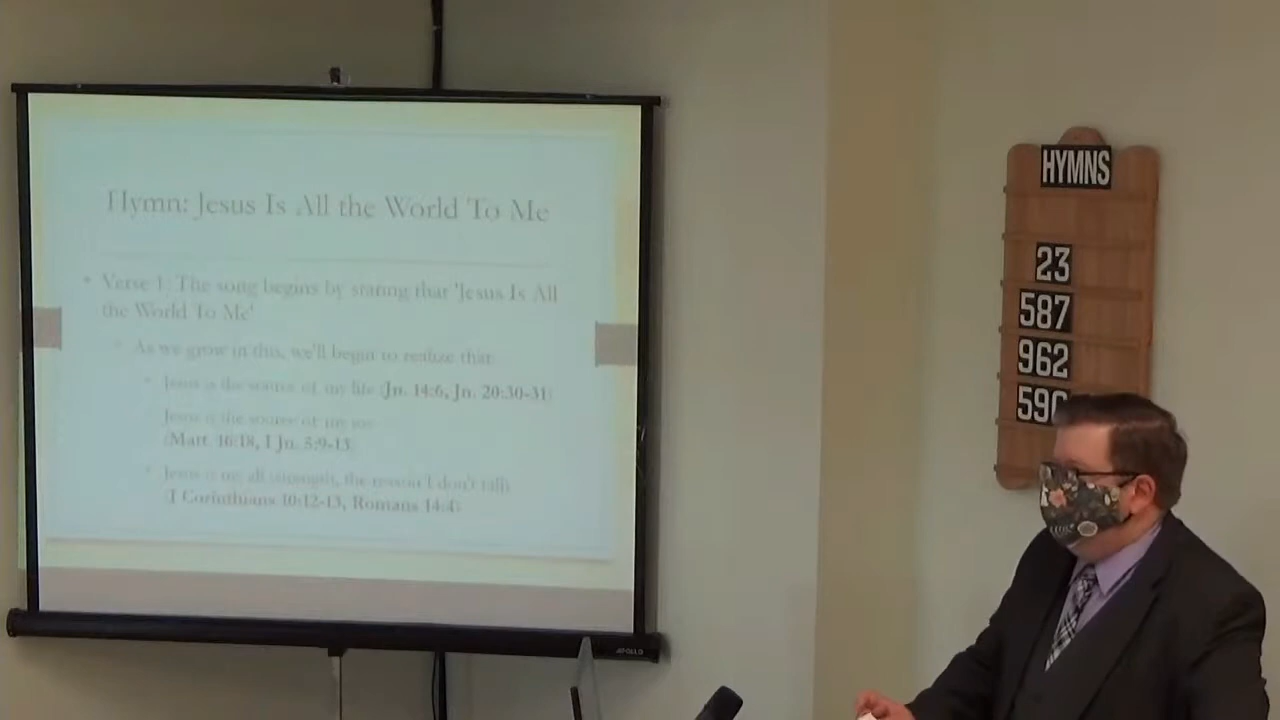 Hymn: Jesus Is All the World To Me
• Verse 1: The song begins by stating that 'Jesus Is All
the World To Me'
• As we grow in this, we'll begin to realize that:
• Jesus is the source of my life (Jn. 14:6, Jn. 20:30-31)
Jesus is the source of my joy
(Matt. 16:18, I Jn. 5:9-13)
• Jesus is my all strength, the reason I don't fall)
(I Corinthians 10:12-13, Romans 14:4)
APOLLO
HYMNS
23
587
962
590